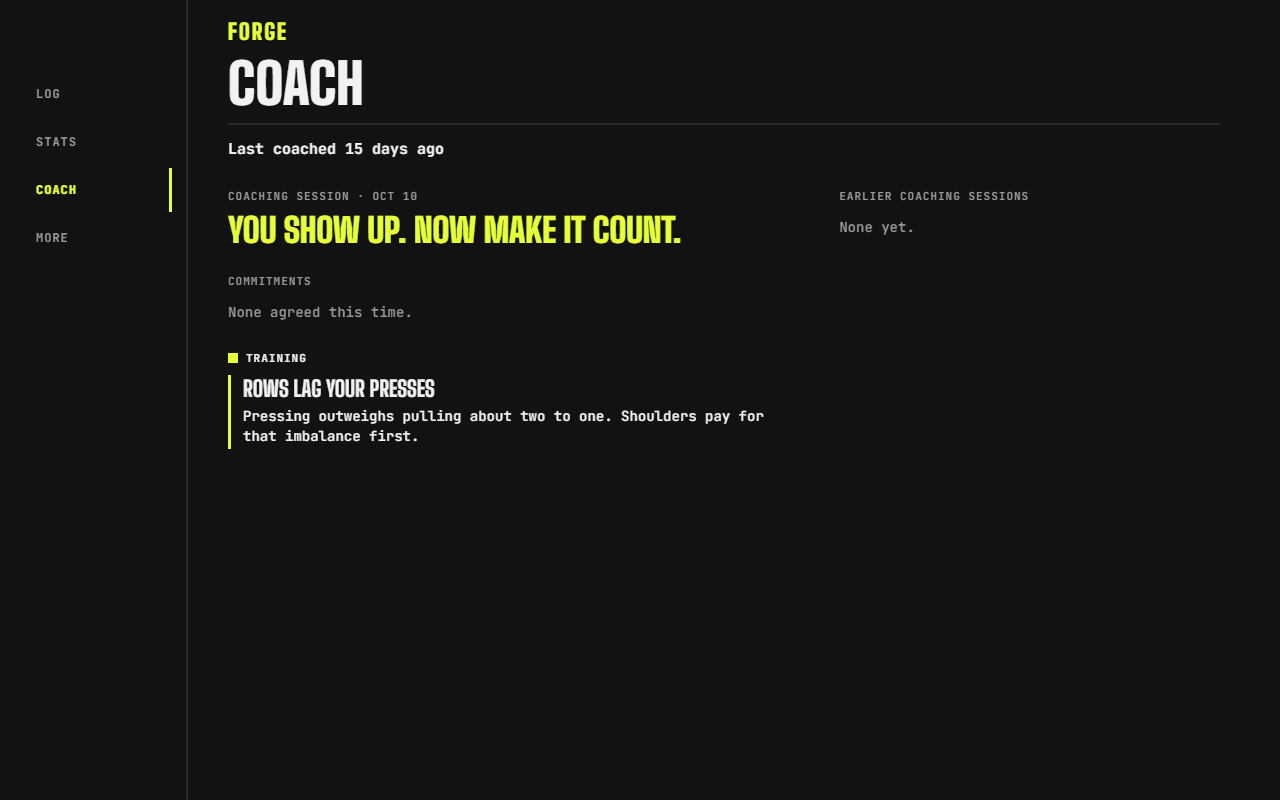 LOG
STATS
COACH
MORE
FORGE
COACH
Last coached 15 days ago
COACHING SESSION · OCT 10
YOU SHOW UP. NOW MAKE IT COUNT.
COMMITMENTS
None agreed this time.
TRAINING
ROWS LAG YOUR PRESSES
Pressing outweighs pulling about two to one. Shoulders pay for
that imbalance first.
EARLIER COACHING SESSIONS
None yet.